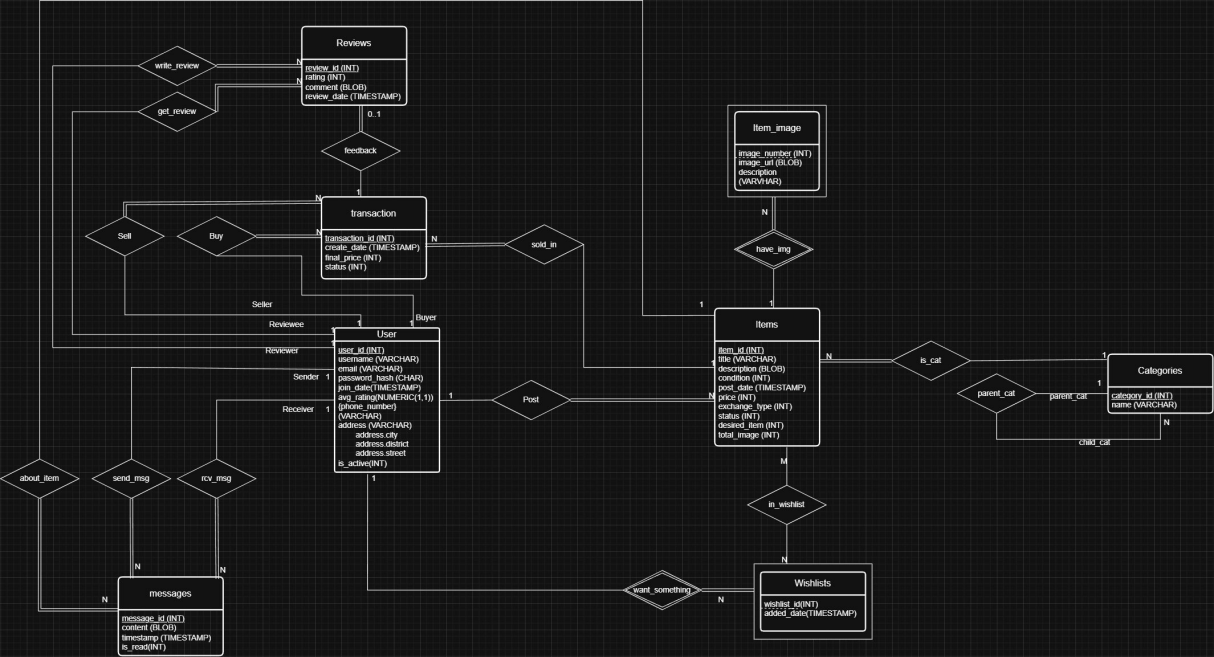 Reviews
review_id (INT)
rating (INT)
comment (BLOB)
review_date (TIMESTAMP)
write_review
N
get_review
N
0..1
feedback
1
Item_image
image_number (INT)
image_url (BLOB)
description
(VARVHAR)
N
have_img
1
transaction
transaction_id (INT)
create_date (TIMESTAMP)
final_price (INT)
status (INT)
N
N
N
Sell
Buy
sold_in
1
Seller
1
Buyer
1
Reviewee
1
Reviewer
1
Sender
1
Receiver
1
User
user_id (INT)
username (VARCHAR)
email (VARCHAR)
password_hash (CHAR)
join_date(TIMESTAMP)
avg_rating(NUMERIC(1,1))
{phone_number}
(VARCHAR)
address (VARCHAR)
address.city
address.district
address.street
is_active(INT)
1
Post
N
1
Items
item_id (INT)
title (VARCHAR)
description (BLOB)
condition (INT)
post_date (TIMESTAMP)
price (INT)
exchange_type (INT)
status (INT)
desired_item (INT)
total_image (INT)
N
is_cat
1
Categories
category_id (INT)
name (VARCHAR)
parent_cat
1
parent_cat
N
child_cat
M
in_wishlist
N
about_item
send_msg
rcv_msg
N
N
N
messages
message_id (INT)
content (BLOB)
timestamp (TIMESTAMP)
is_read(INT)
1
want_something
N
Wishlists
wishlist_id(INT)
added_date(TIMESTAMP)